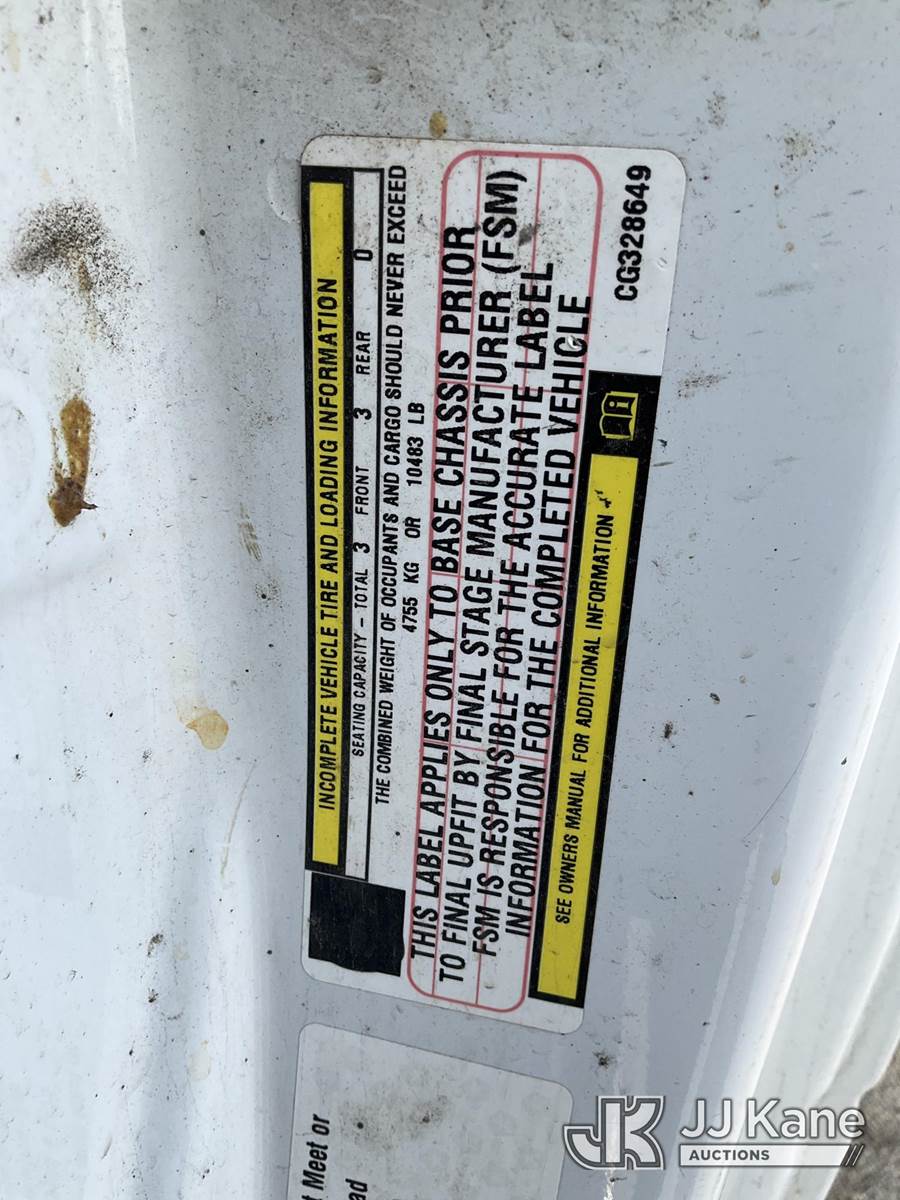 INCOMPLETE VEHICLE TIRE AND LOADING INFORMATION
SEATING CAPACITY - TOTAL 3 FRONT 3 REAR 0
THE COMBINED WEIGHT OF OCCUPANTS AND CARGO SHOULD NEVER EXCEED
4755 KG OR 10483 LB
THIS LABEL APPLIES ONLY TO BASE CHASSIS PRIOR
TO FINAL UPFIT BY FINAL STAGE MANUFACTURER (FSM)
FSM IS RESPONSIBLE FOR THE ACCURATE LABEL
INFORMATION FOR THE COMPLETED VEHICLE
SEE OWNERS MANUAL FOR ADDITIONAL INFORMATION
CG328649
Meet or
JK JJ Kane
AUCTIONS